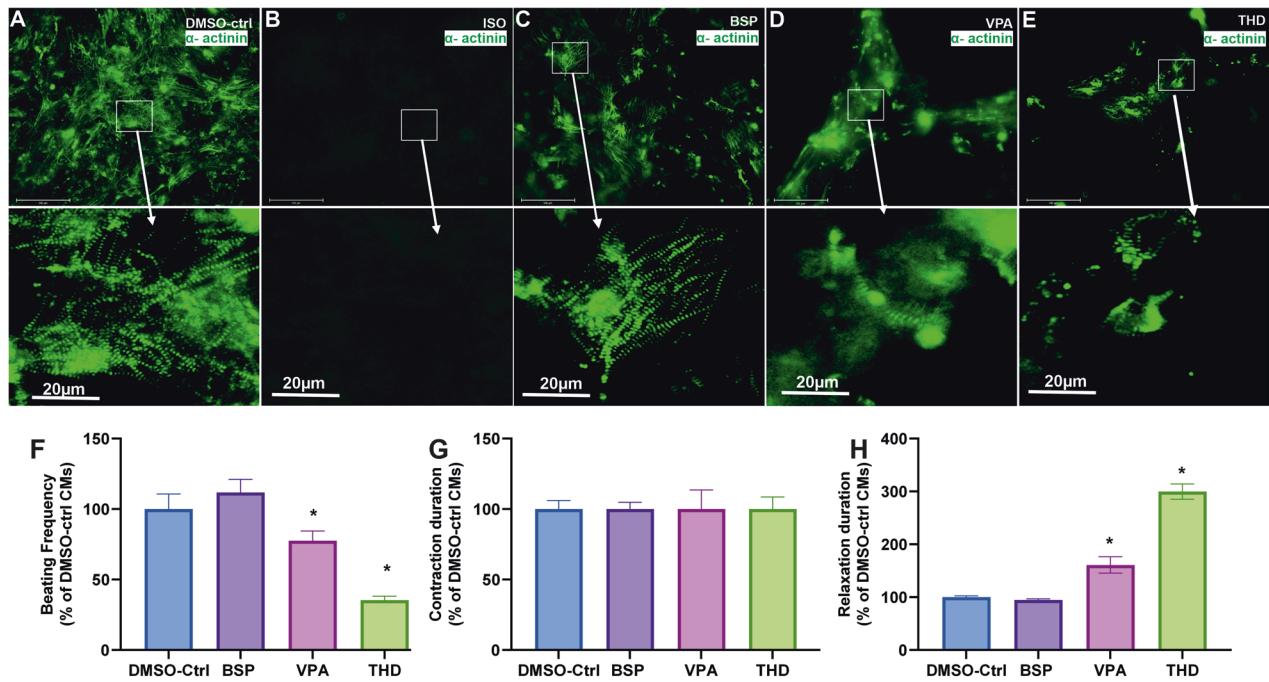 A
DMSO-ctrl
α- actinin
B
ISO
α- actinin
C
BSP
α- actinin
D
VPA
α- actinin
E
THD
α- actinin
20µm
20µm
20µm
20µm
20µm
F
Beating Frequency
(% of DMSO-ctrl CMs)
150
100
50
0
DMSO-Ctrl
BSP
VPA
THD
*
*
G
Contraction duration
(% of DMSO-ctrl CMs)
150
100
50
0
DMSO-Ctrl
BSP
VPA
THD
H
Relaxation duration
(% of DMSO-ctrl CMs)
400
300
200
100
0
DMSO-Ctrl
BSP
VPA
THD
*
*